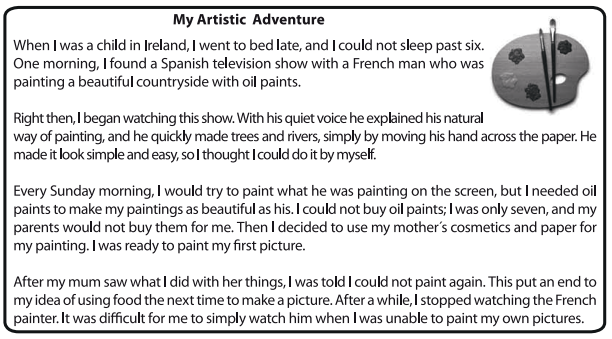 My Artistic Adventure
When I was a child in Ireland, I went to bed late, and I could not sleep past six.
One morning, I found a Spanish television show with a French man who was
painting a beautiful countryside with oil paints.
Right then, I began watching this show. With his quiet voice he explained his natural
way of painting, and he quickly made trees and rivers, simply by moving his hand across the paper. He
made it look simple and easy, so I thought I could do it by myself.
Every Sunday morning, I would try to paint what he was painting on the screen, but I needed oil
paints to make my paintings as beautiful as his. I could not buy oil paints; I was only seven, and my
parents would not buy them for me. Then I decided to use my mother´s cosmetics and paper for
my painting. I was ready to paint my first picture.
After my mum saw what I did with her things, I was told I could not paint again. This put an end to
my idea of using food the next time to make a picture. After a while, I stopped watching the French
painter. It was difficult for me to simply watch him when I was unable to paint my own pictures.